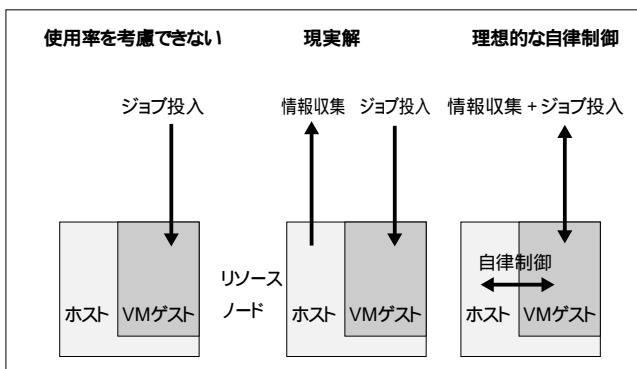 使用率を考慮できない
現実解
理想的な自律制御
ジョブ投入
情報収集
ジョブ投入
情報収集 + ジョブ投入
ホスト
VMゲスト
リソース
ノード
ホスト
VMゲスト
自律制御
ホスト
VMゲスト